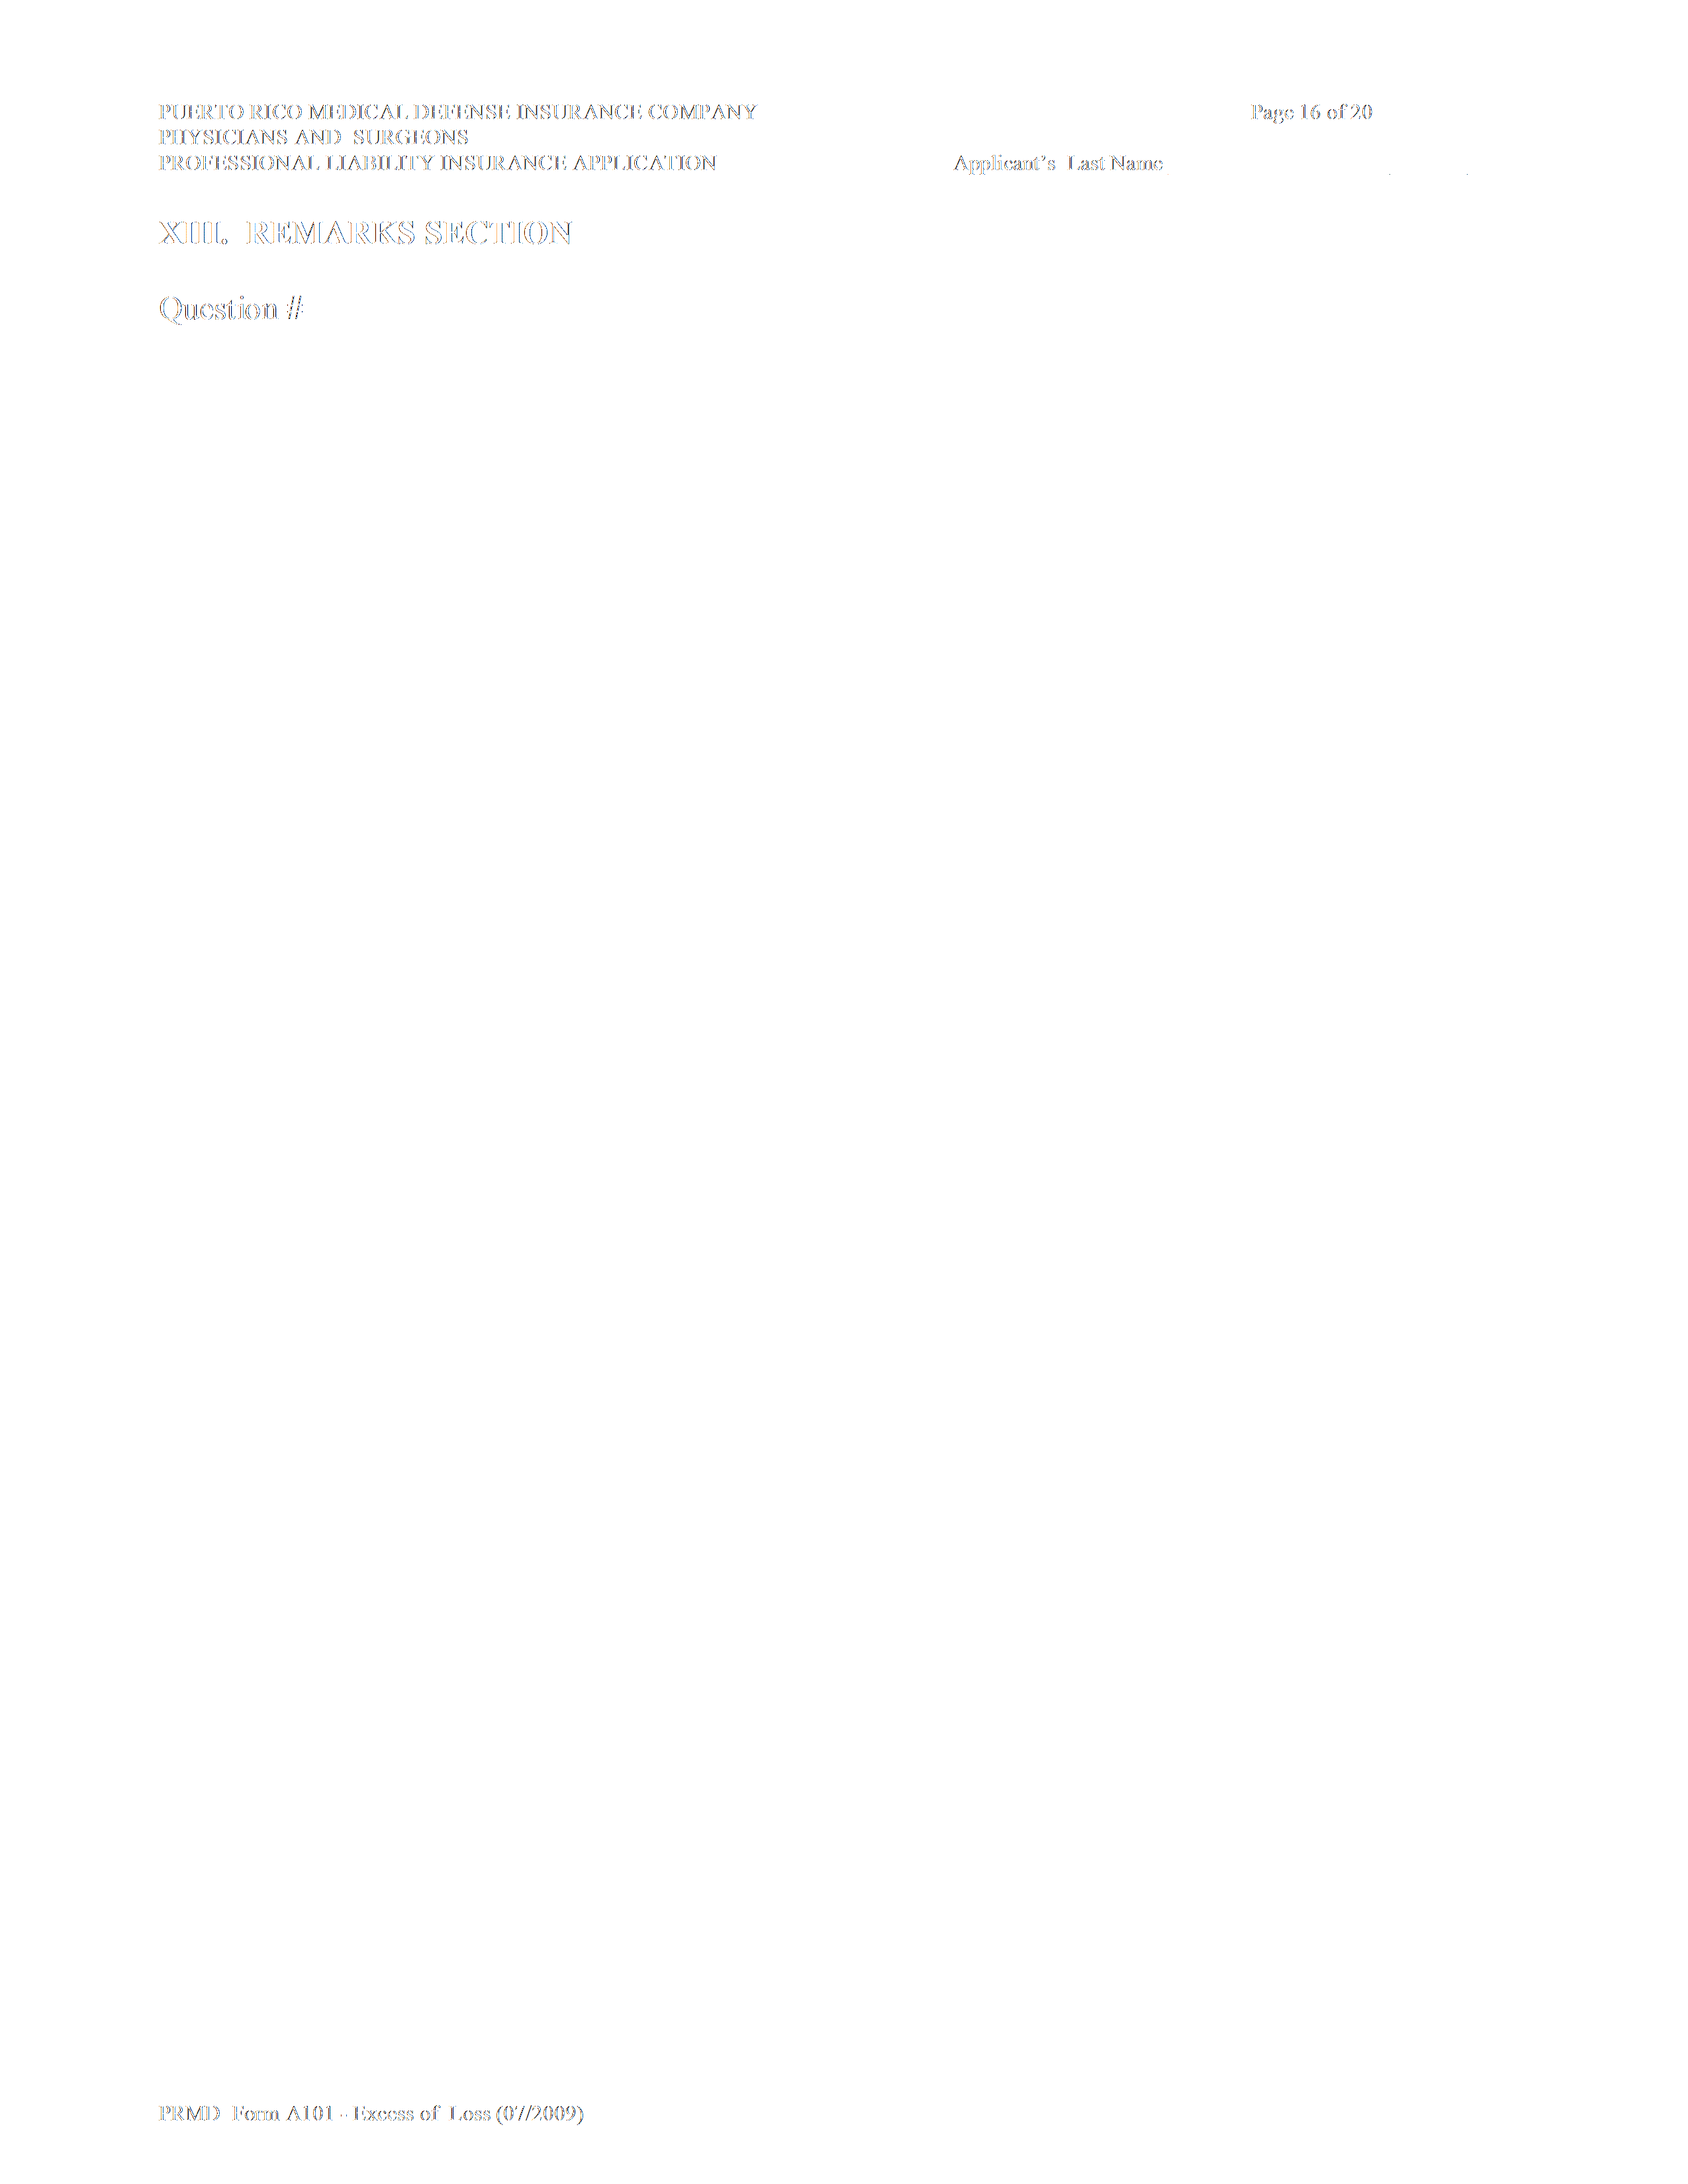 PUERTO RICO MEDICAL DEFENSE INSURANCE COMPANY Page 16 of 20
PHYSICIANS AND SURGEONS
PROFESSIONAL LIABILITY INSURANCE APPLICATION Applicant's Last Name
XIII. REMARKS SECTION
Question #
PRMD Form A101 - Excess of Loss (07/2009)